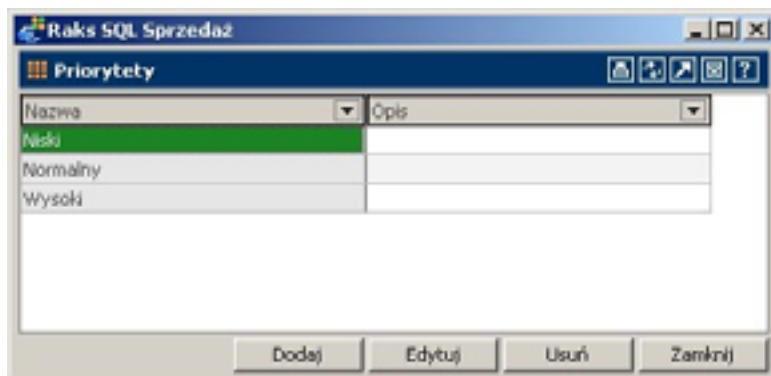 Raks SQL Sprzedaż
Priorytety
Nazwa Opis
Niski
Normalny
Wysoki
Dodaj Edytuj Usuń Zamknij